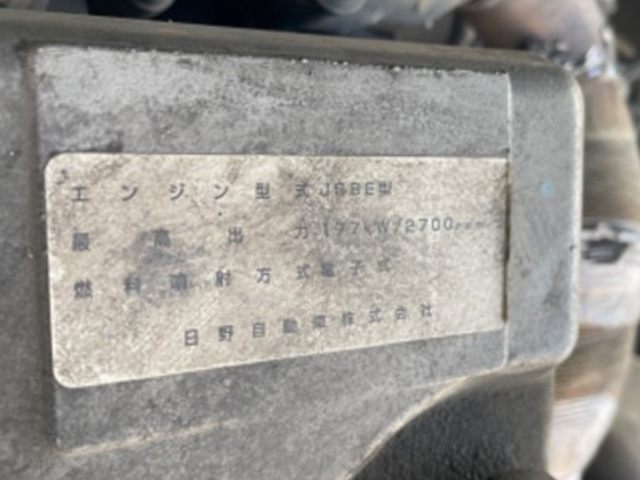 エンジン型式J08E型
最高出力177kW/2700rpm
燃料噴射方式電子式
日野自動車株式会社